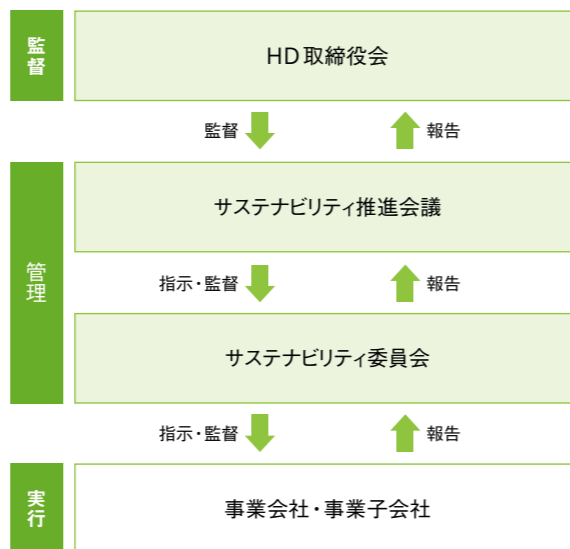 監督
HD取締役会
監督
報告
管理
サステナビリティ推進会議
指示・監督
報告
サステナビリティ委員会
指示・監督
報告
実行
事業会社・事業子会社